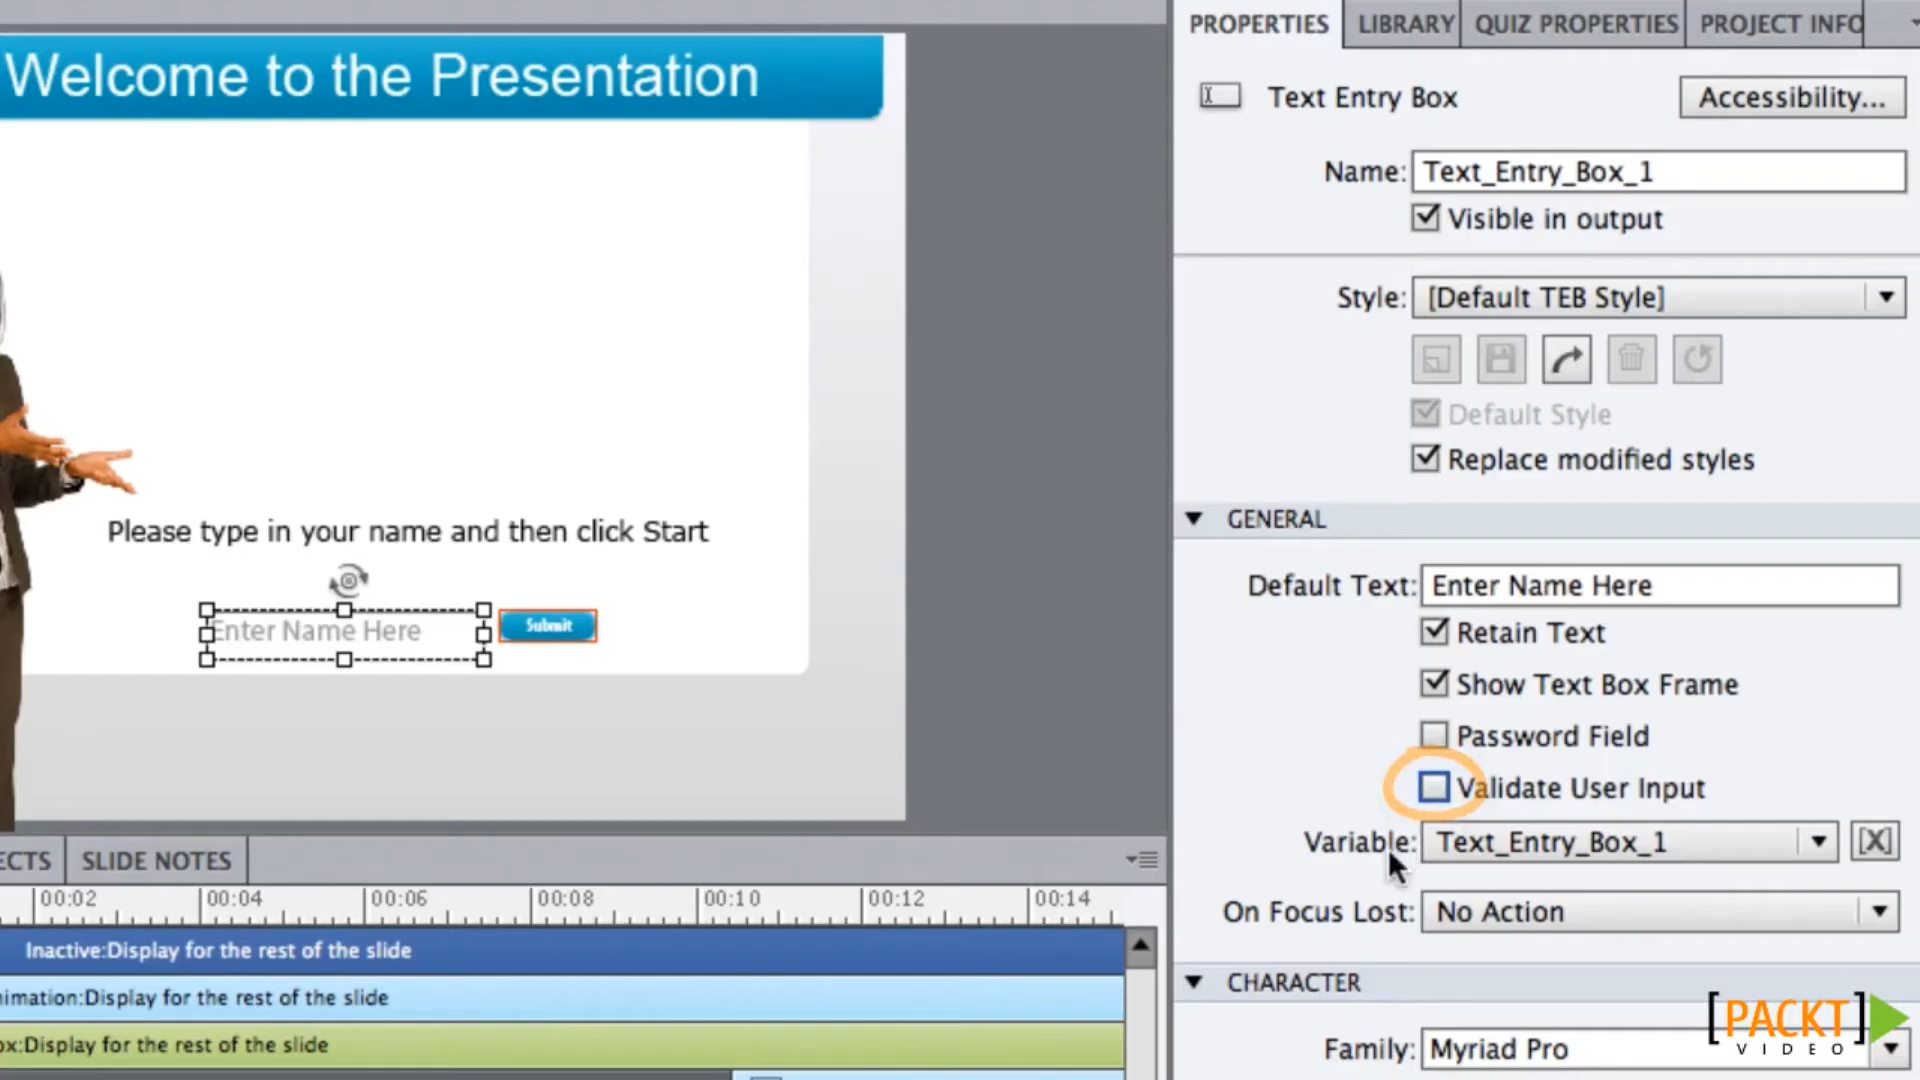 PROPERTIES LIBRARY QUIZ PROPERTIES PROJECT INFO
Welcome to the Presentation
Text Entry Box Accessibility...
Name: Text_Entry_Box_1
Visible in output
Style: [Default TEB Style]
Default Style
Replace modified styles
GENERAL
Please type in your name and then click Start
Default Text: Enter Name Here
Enter Name Here Submit
Retain Text
Show Text Box Frame
Password Field
Validate User Input
Variable: Text_Entry_Box_1 [X]
ECTS SLIDE NOTES
00:02 00:04 00:06 00:08 00:10 00:12 00:14
On Focus Lost: No Action
Inactive:Display for the rest of the slide
CHARACTER
nimation:Display for the rest of the slide
ox:Display for the rest of the slide
Family: Myriad Pro
[PACKT]
VIDEO